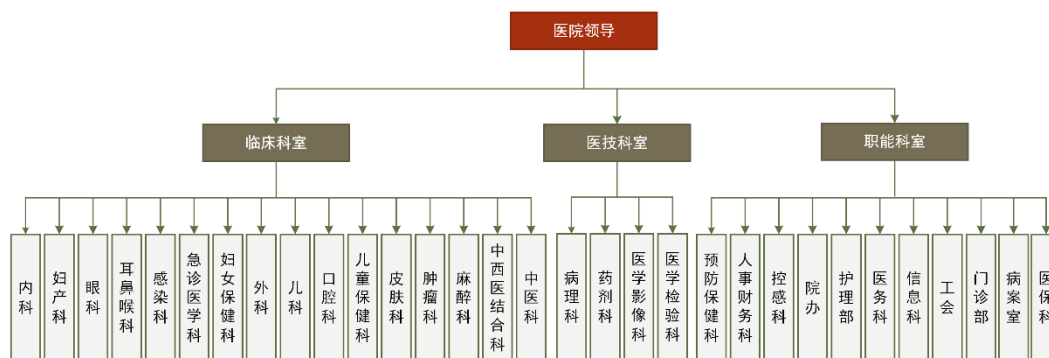 医院领导
临床科室
医技科室
职能科室
内科
妇产科
眼科
耳鼻喉科
感染科
急诊医学科
妇女保健科
外科
儿科
口腔科
儿童保健科
皮肤科
肿瘤科
麻醉科
中西医结合科
中医科
病理科
药剂科
医学影像科
医学检验科
预防保健科
人事财务科
控感科
院办
护理部
医务科
信息科
工会
门诊部
病案室
医保科